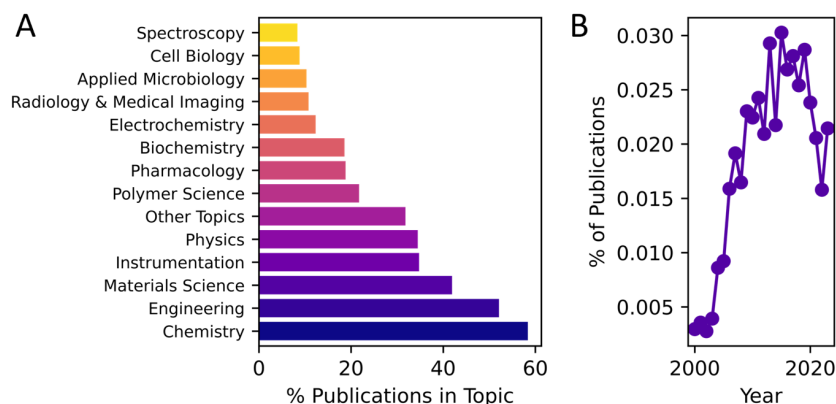 A
Spectroscopy
Cell Biology
Applied Microbiology
Radiology & Medical Imaging
Electrochemistry
Biochemistry
Pharmacology
Polymer Science
Other Topics
Physics
Instrumentation
Materials Science
Engineering
Chemistry
0 20 40 60
% Publications in Topic
B
% of Publications
0.030
0.025
0.020
0.015
0.010
0.005
2000 2020
Year